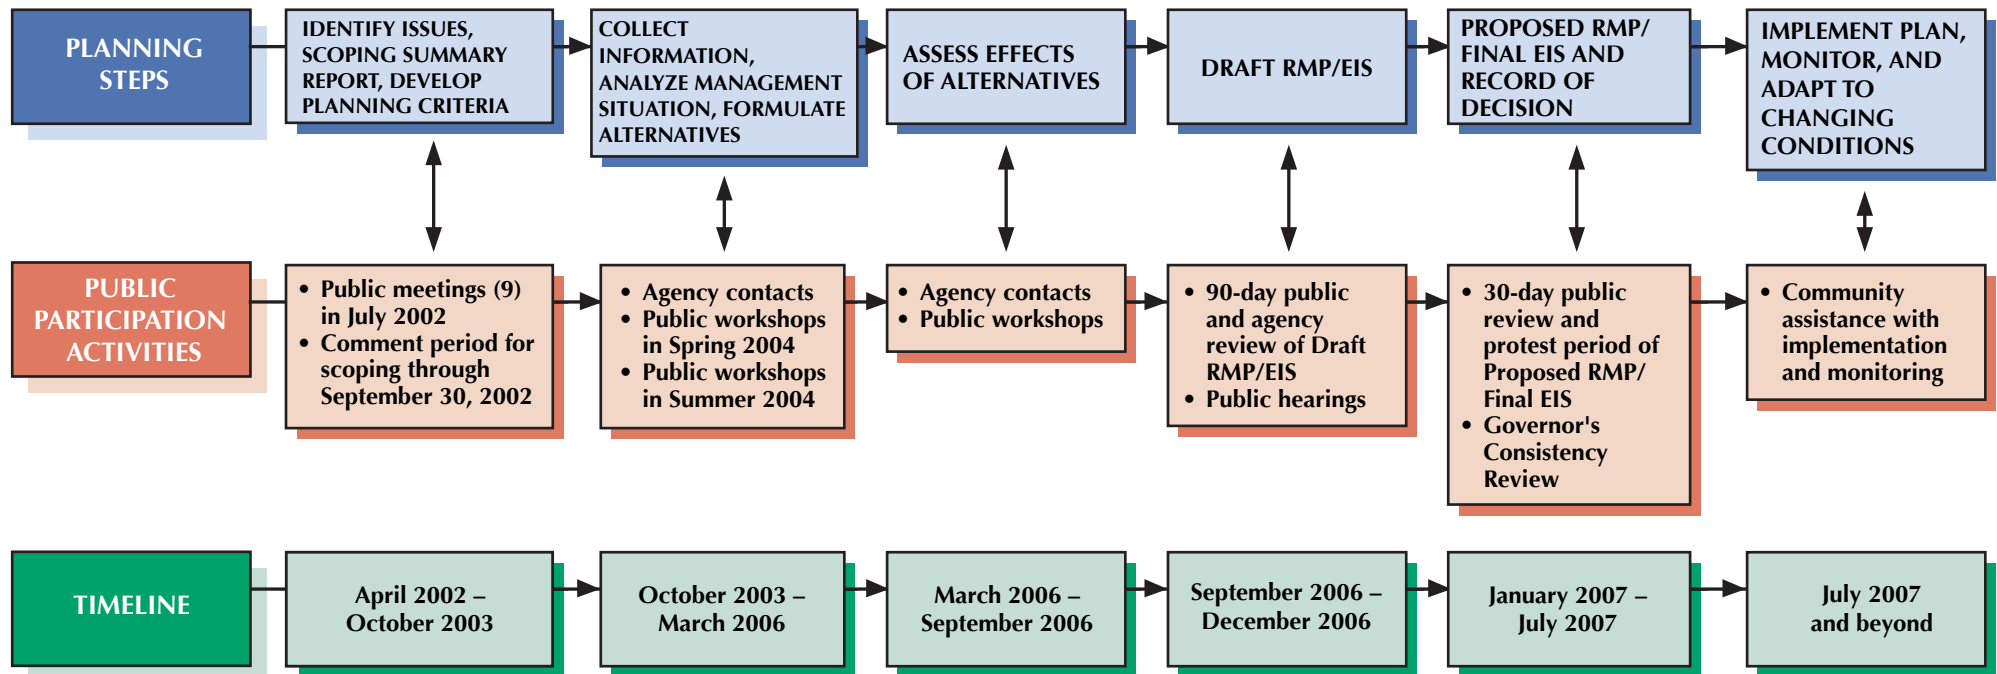 PLANNING
STEPS
IDENTIFY ISSUES,
SCOPING SUMMARY
REPORT, DEVELOP
PLANNING CRITERIA
COLLECT
INFORMATION,
ANALYZE MANAGEMENT
SITUATION, FORMULATE
ALTERNATIVES
ASSESS EFFECTS
OF ALTERNATIVES
DRAFT RMP/EIS
PROPOSED RMP/
FINAL EIS AND
RECORD OF
DECISION
IMPLEMENT PLAN,
MONITOR, AND
ADAPT TO
CHANGING
CONDITIONS
PUBLIC
PARTICIPATION
ACTIVITIES
• Public meetings (9)
in July 2002
• Comment period for
scoping through
September 30, 2002
• Agency contacts
• Public workshops
in Spring 2004
• Public workshops
in Summer 2004
• Agency contacts
• Public workshops
• 90-day public
and agency
review of Draft
RMP/EIS
• Public hearings
• 30-day public
review and
protest period of
Proposed RMP/
Final EIS
• Governor's
Consistency
Review
• Community
assistance with
implementation
and monitoring
TIMELINE
April 2002 –
October 2003
October 2003 –
March 2006
March 2006 –
September 2006
September 2006 –
December 2006
January 2007 –
July 2007
July 2007
and beyond